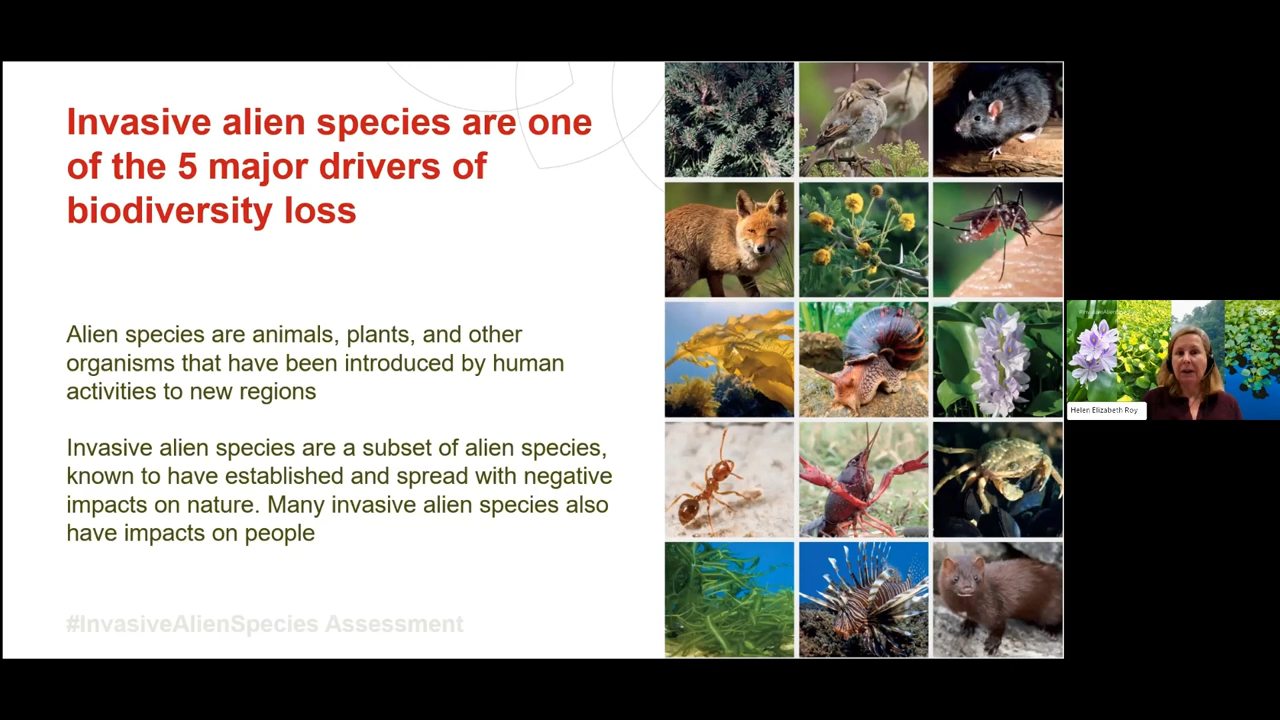 Invasive alien species are one
of the 5 major drivers of
biodiversity loss
Alien species are animals, plants, and other
organisms that have been introduced by human
activities to new regions
Invasive alien species are a subset of alien species,
known to have established and spread with negative
impacts on nature. Many invasive alien species also
have impacts on people
#InvasiveAlienSpecies Assessment
Helen Elizabeth Roy